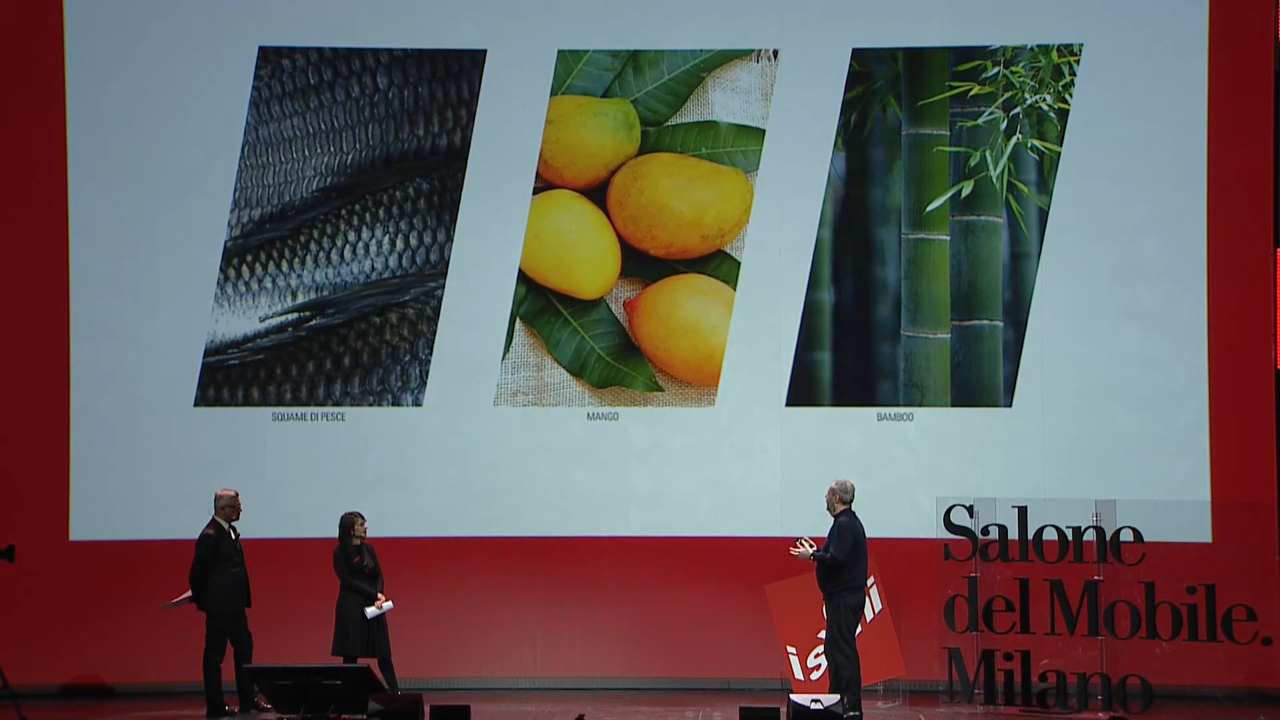 SQUAME DI PESCE
MANGO
BAMBOO
Salone
del Mobile.
Milano